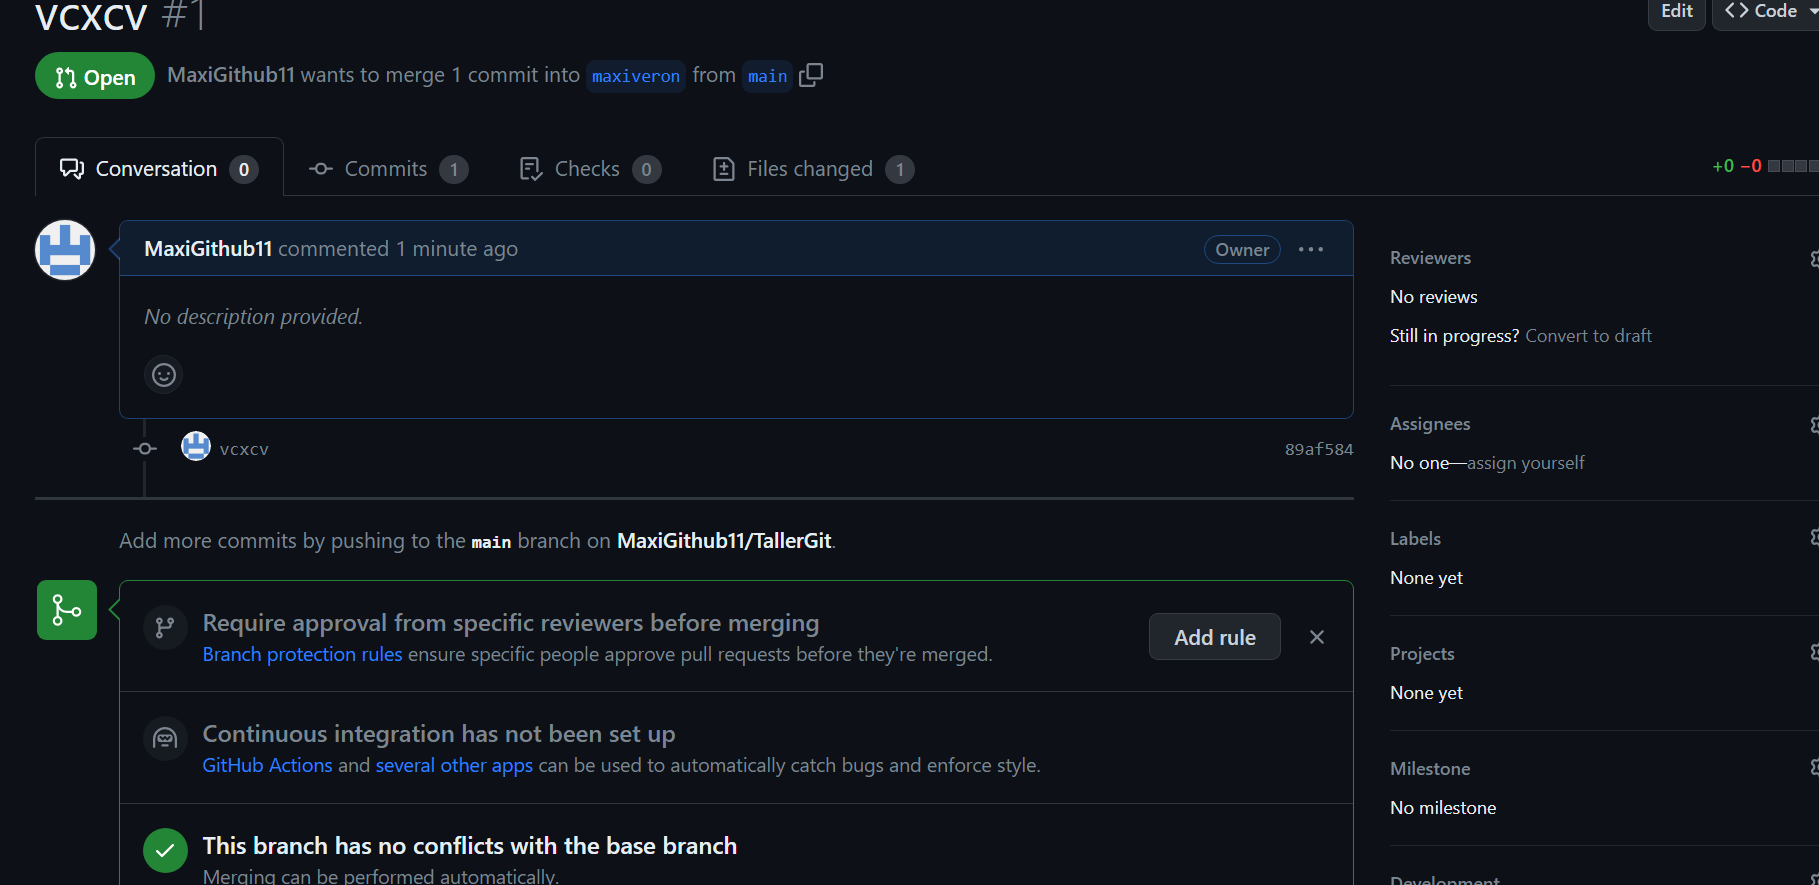 vcxcv #1
Edit
<> Code
Open
MaxiGithub11 wants to merge 1 commit into maxiveron from main
Conversation 0
Commits 1
Checks 0
Files changed 1
+0 −0
MaxiGithub11 commented 1 minute ago
Owner
No description provided.
vcxcv
89af584
Add more commits by pushing to the main branch on MaxiGithub11/TallerGit.
Require approval from specific reviewers before merging
Branch protection rules ensure specific people approve pull requests before they're merged.
Add rule
Continuous integration has not been set up
GitHub Actions and several other apps can be used to automatically catch bugs and enforce style.
This branch has no conflicts with the base branch
Merging can be performed automatically.
Reviewers
No reviews
Still in progress? Convert to draft
Assignees
No one—assign yourself
Labels
None yet
Projects
None yet
Milestone
No milestone
Development